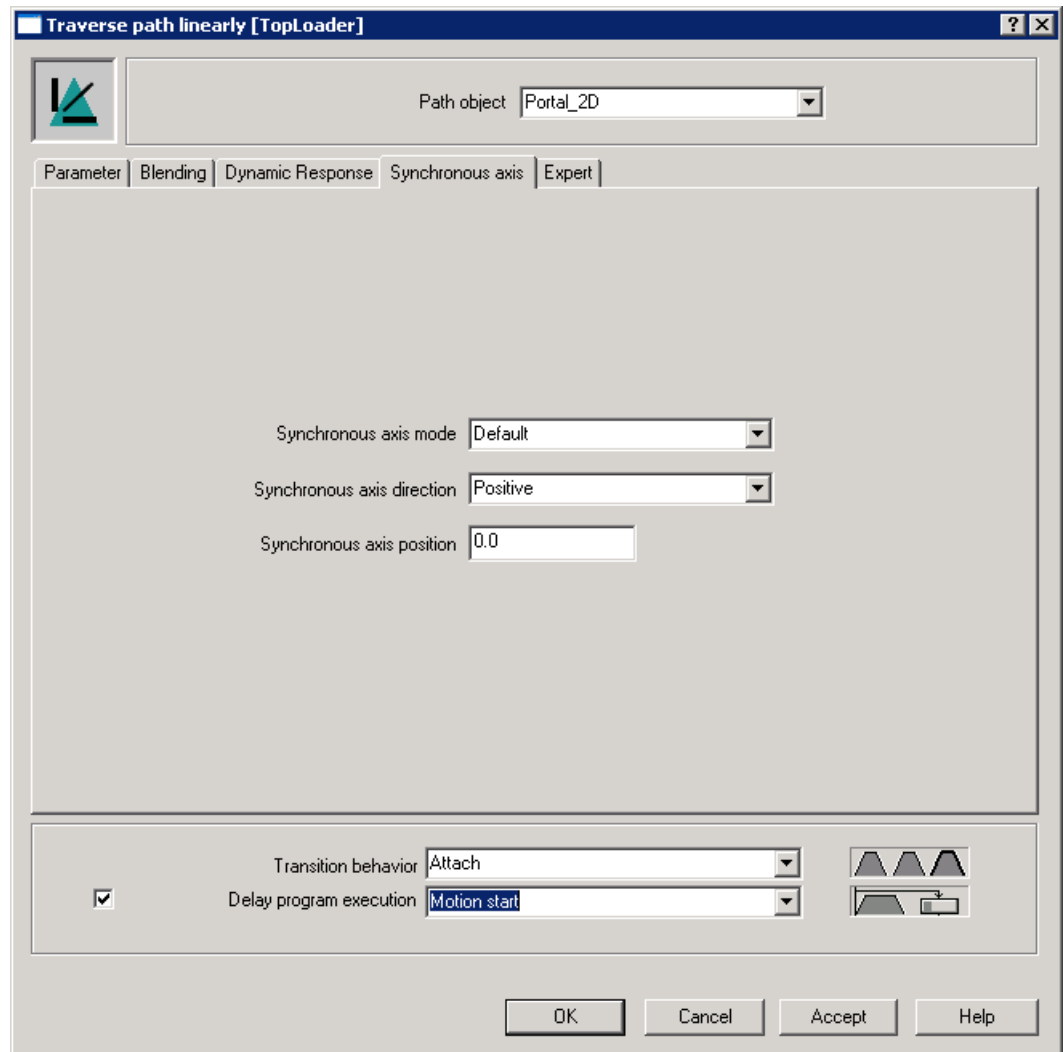 Traverse path linearly [TopLoader]
Path object Portal_2D
Parameter Blending Dynamic Response Synchronous axis Expert
Synchronous axis mode Default
Synchronous axis direction Positive
Synchronous axis position 0.0
Transition behavior Attach
Delay program execution Motion start
OK Cancel Accept Help